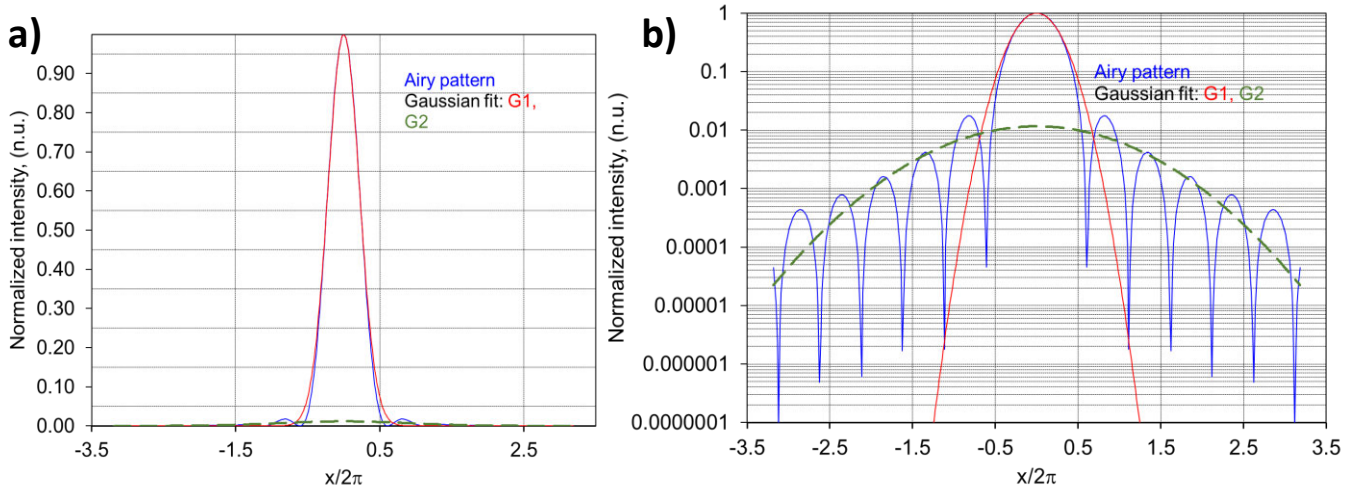 a)
Normalized intensity, (n.u.)
0.90
0.80
0.70
0.60
0.50
0.40
0.30
0.20
0.10
0.00
-3.5 -1.5 0.5 2.5
x/2π
Airy pattern
Gaussian fit: G1,
G2
b)
Normalized intensity, (n.u.)
1
0.1
0.01
0.001
0.0001
0.00001
0.000001
0.0000001
-3.5 -2.5 -1.5 -0.5 0.5 1.5 2.5 3.5
x/2π
Airy pattern
Gaussian fit: G1, G2